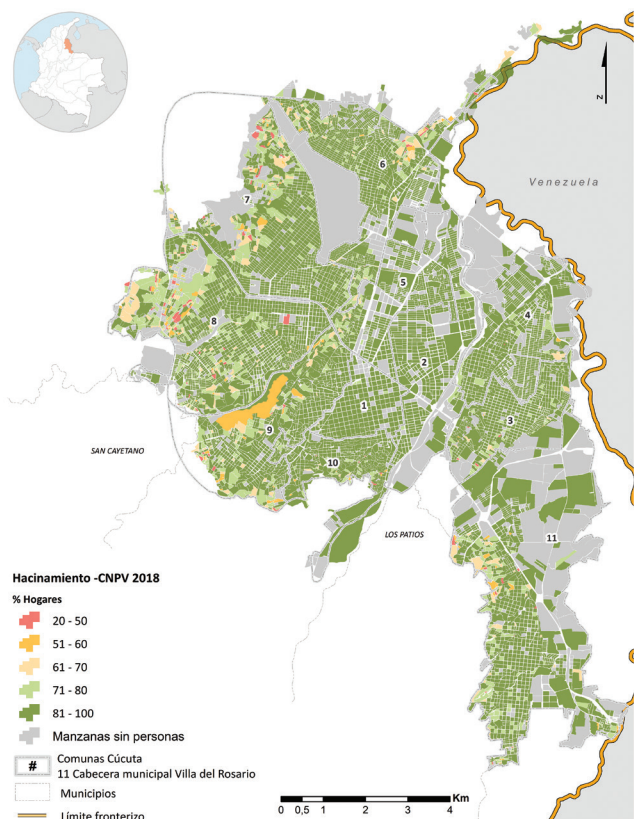 N
Venezuela
6
7
5
4
8
2
1
3
9
10
SAN CAYETANO
LOS PATIOS
11
Hacinamiento -CNPV 2018
% Hogares
20 - 50
51 - 60
61 - 70
71 - 80
81 - 100
Manzanas sin personas
# Comunas Cúcuta
11 Cabecera municipal Villa del Rosario
Municipios
Límite fronterizo
Km
0 0,5 1 2 3 4